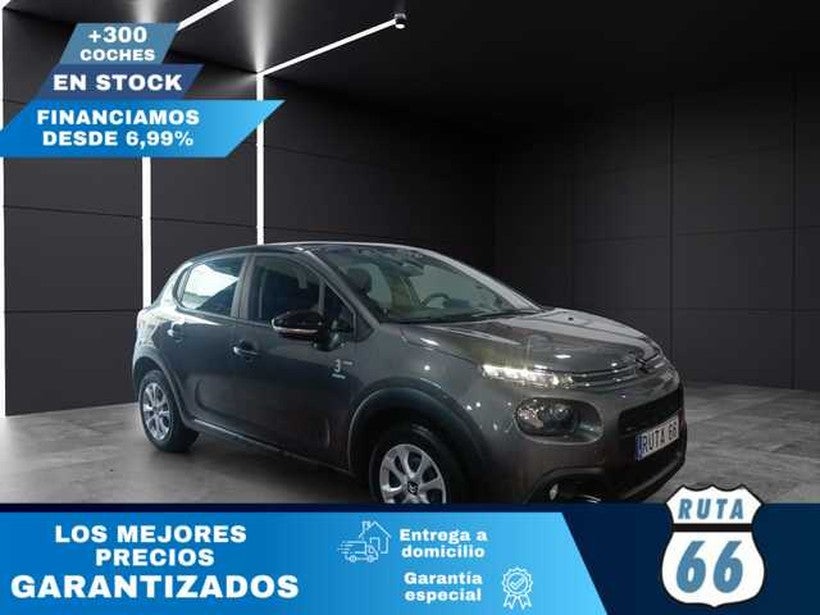 +300
COCHES
EN STOCK
FINANCIAMOS
DESDE 6,99%
3
RUTA 66
LOS MEJORES
PRECIOS
GARANTIZADOS
Entrega a
domicilio
Garantía
especial
RUTA
66